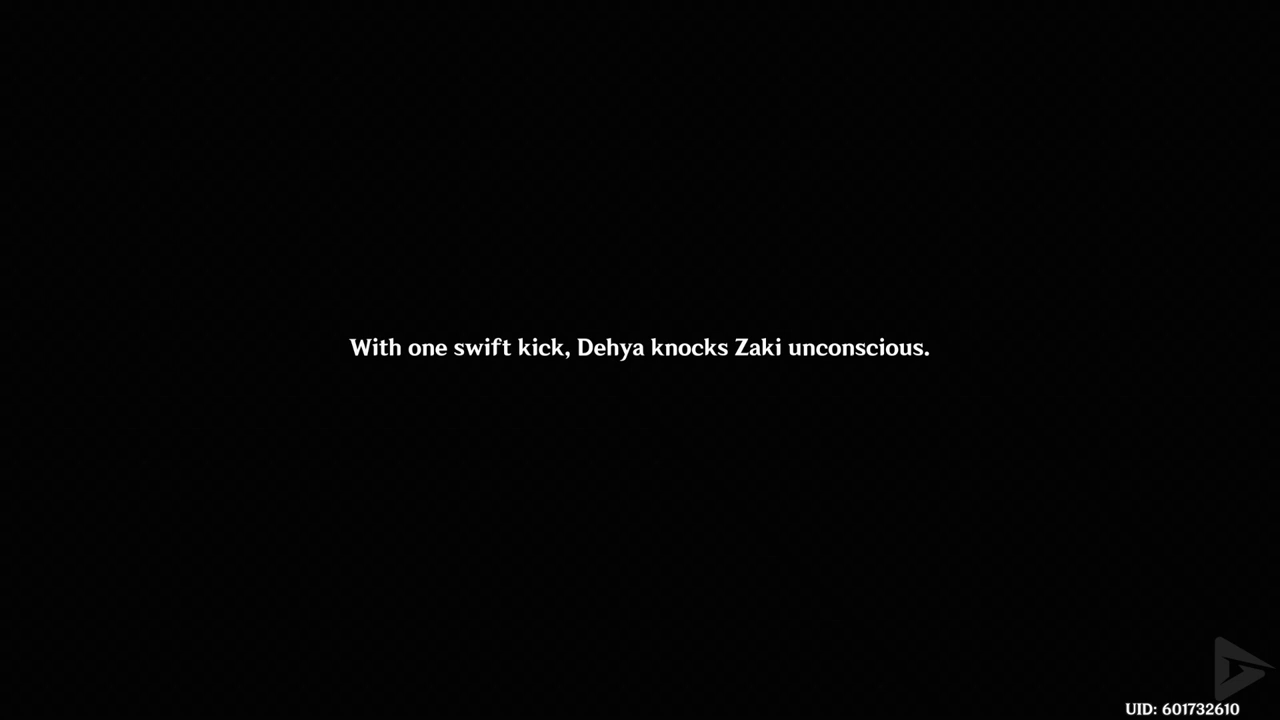 With one swift kick, Dehya knocks Zaki unconscious.
UID: 601732610